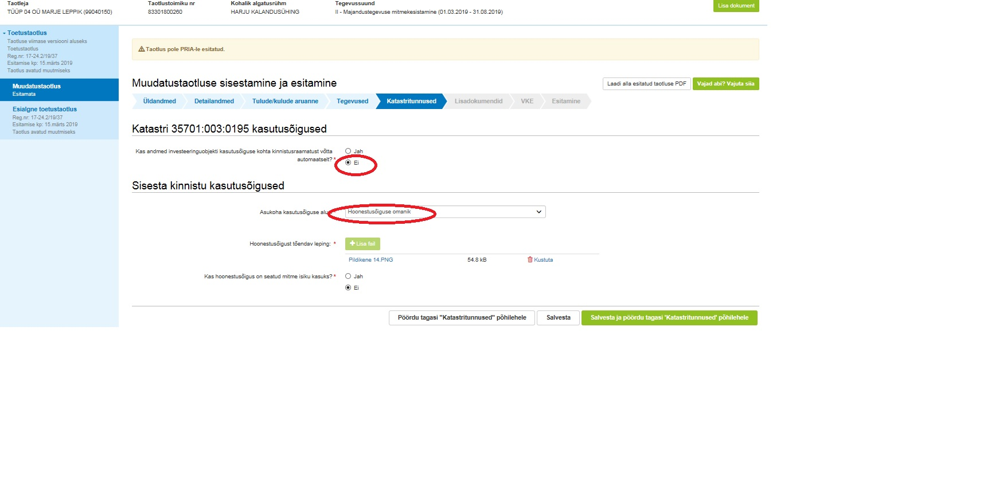 Taotleja
Taotlustoimiku nr
Kohalik algatusrühm
Tegevussuund
TÜÜP 04 OÜ MARJE LEPPIK (99040150)
83301800260
HARJU KALANDUSÜHING
II - Majandustegevuse mitmekesistamine (01.03.2019 - 31.08.2019)
Lisa dokument
Toetustaotlus
Taotluse viimase versiooni aluseks
Toetustaotlus
Reg.nr: 17-24.2/19/37
Esitamise kp: 15.märts 2019
Taotlus avatud muutmiseks
Muudatustaotlus
Esitamata
Esialgne toetustaotlus
Reg.nr: 17-24.2/19/37
Esitamise kp: 15.märts 2019
Taotlus avatud muutmiseks
Taotlus pole PRIA-le esitatud.
Muudatustaotluse sisestamine ja esitamine
Laadi alla esitatud taotluse PDF
Vajad abi? Vajuta siia
Üldandmed
Detailandmed
Tulude/kulude aruanne
Tegevused
Katastritunnused
Lisadokumendid
VKE
Esitamine
Katastri 35701:003:0195 kasutusõigused
Kas andmed investeeringuobjekti kasutusõiguse kohta kinnistusraamatust võtta
automaatselt? *
Jah
Ei
Sisesta kinnistu kasutusõigused
Asukoha kasutusõiguse
Hoonestusõiguse omanik
Hoonestusõigust tõendav leping: *
Lisa fail
Pildikene 14.PNG
54.8 kB
Kustuta
Kas hoonestusõigus on seatud mitme isiku kasuks? *
Jah
Ei
Pöördu tagasi "Katastritunnused" põhilehele
Salvesta
Salvesta ja pöördu tagasi 'Katastritunnused' põhilehele